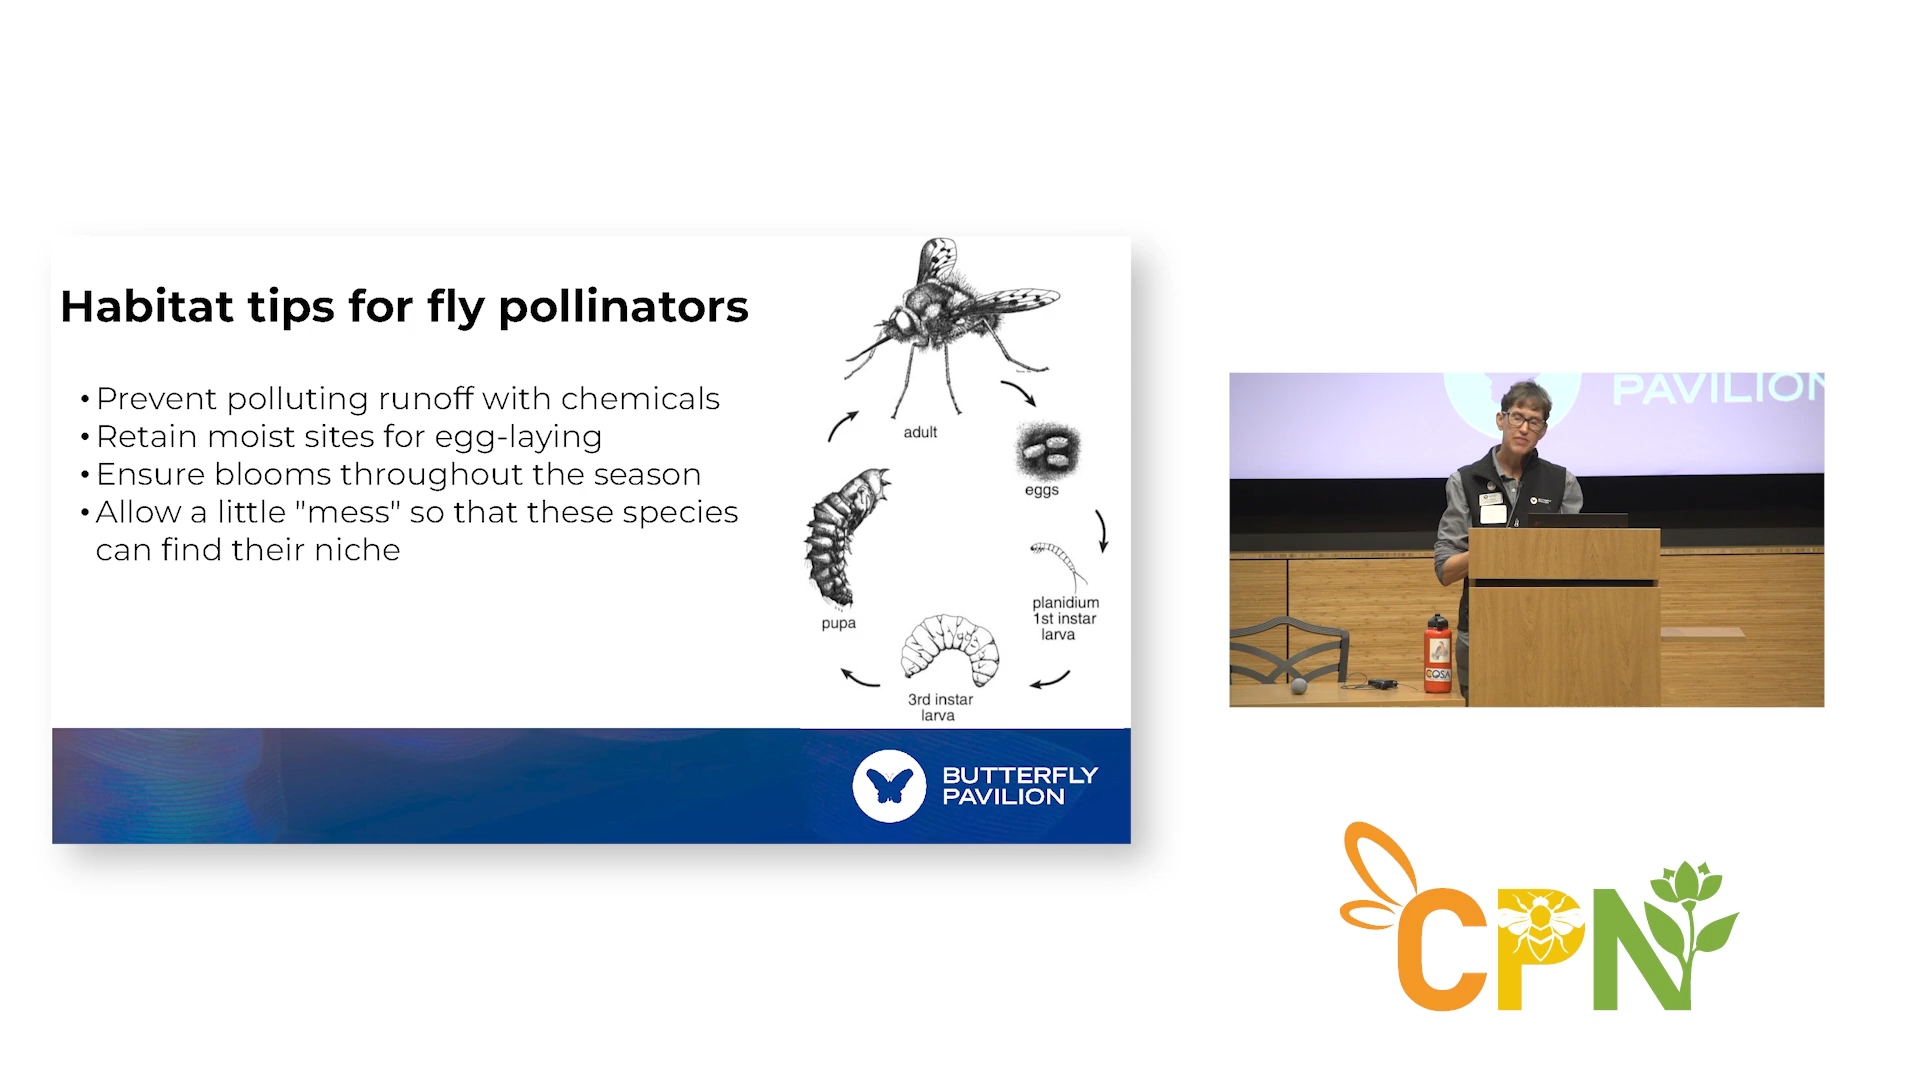 Habitat tips for fly pollinators
• Prevent polluting runoff with chemicals
• Retain moist sites for egg-laying
• Ensure blooms throughout the season
• Allow a little "mess" so that these species
can find their niche
adult
eggs
planidium
1st instar
larva
3rd instar
larva
pupa
BUTTERFLY
PAVILION
PAVILION
COSA
CPN